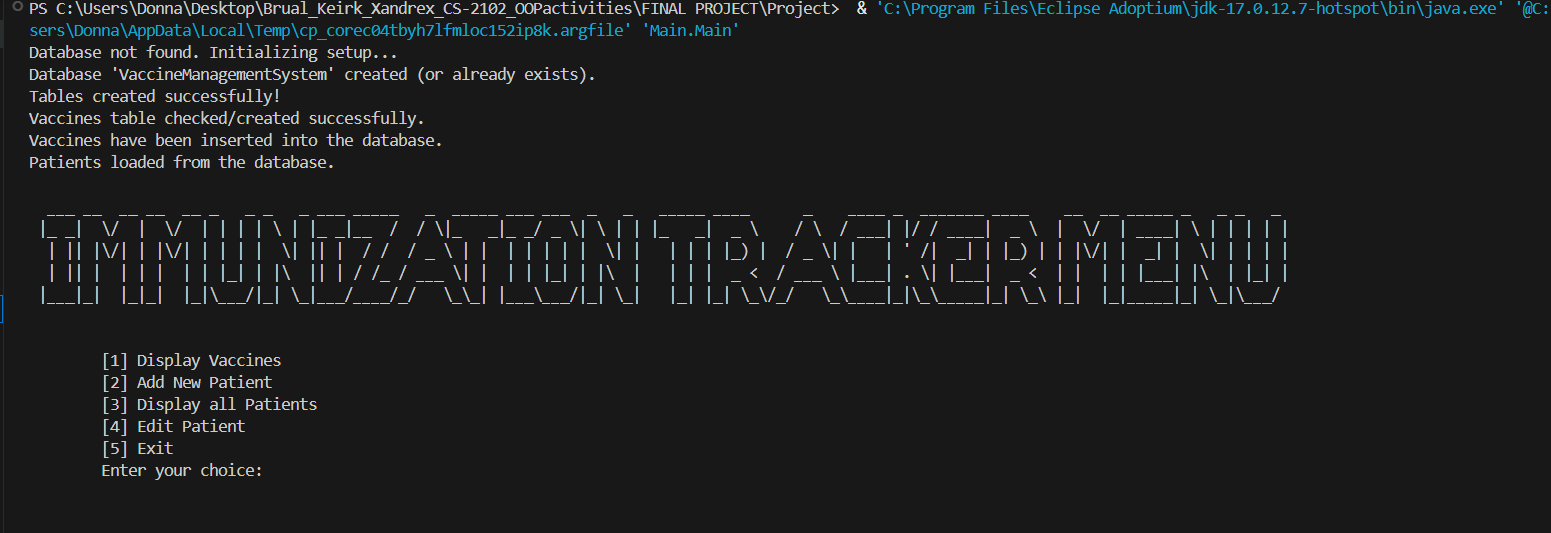 PS C:\Users\Donna\Desktop\Brual_Keirk_Xandrex_CS-2102_OOPactivities\FINAL PROJECT\Project>  & 'C:\Program Files\Eclipse Adoptium\jdk-17.0.12.7-hotspot\bin\java.exe' '@C:
sers\Donna\AppData\Local\Temp\cp_corec04tbyh7lfmloc152ip8k.argfile' 'Main.Main'
Database not found. Initializing setup...
Database 'VaccineManagementSystem' created (or already exists).
Tables created successfully!
Vaccines table checked/created successfully.
Vaccines have been inserted into the database.
Patients loaded from the database.
IMMUNIZATION TRACKER MENU
[1] Display Vaccines
[2] Add New Patient
[3] Display all Patients
[4] Edit Patient
[5] Exit
Enter your choice: